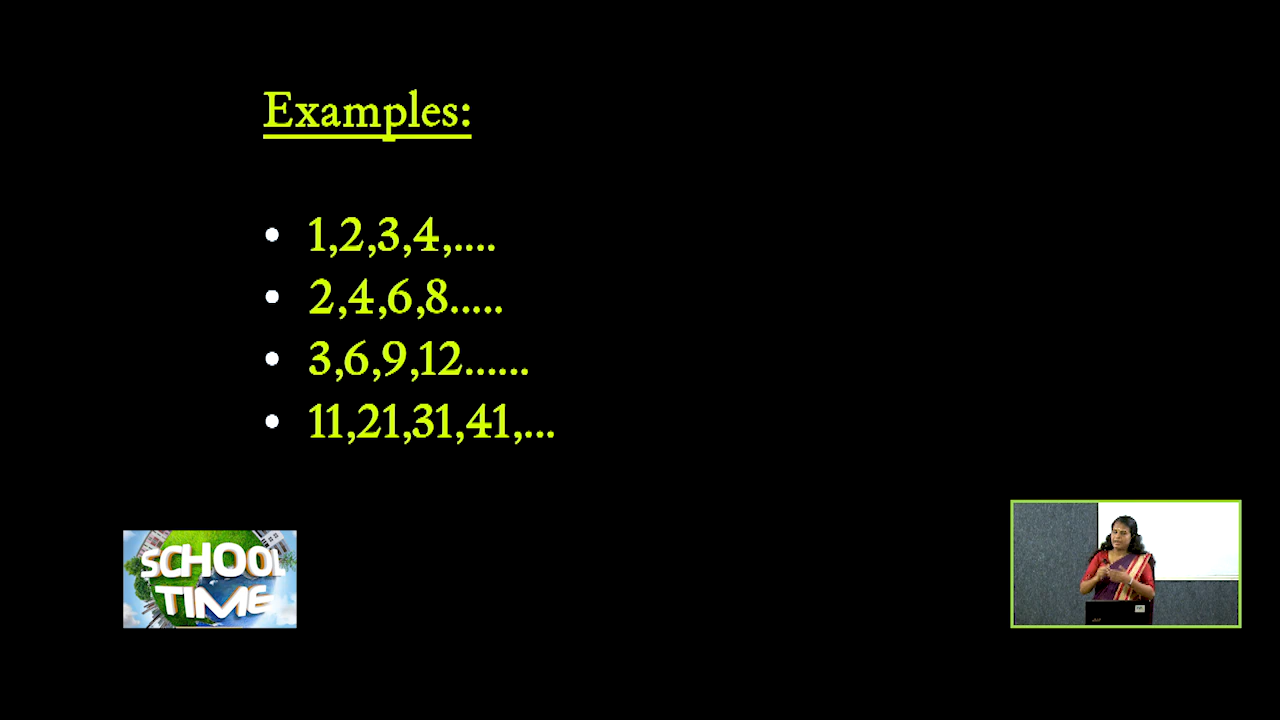 Examples:
• 1,2,3,4,....
• 2,4,6,8.....
• 3,6,9,12......
• 11,21,31,41,...
SCHOOL
TIME